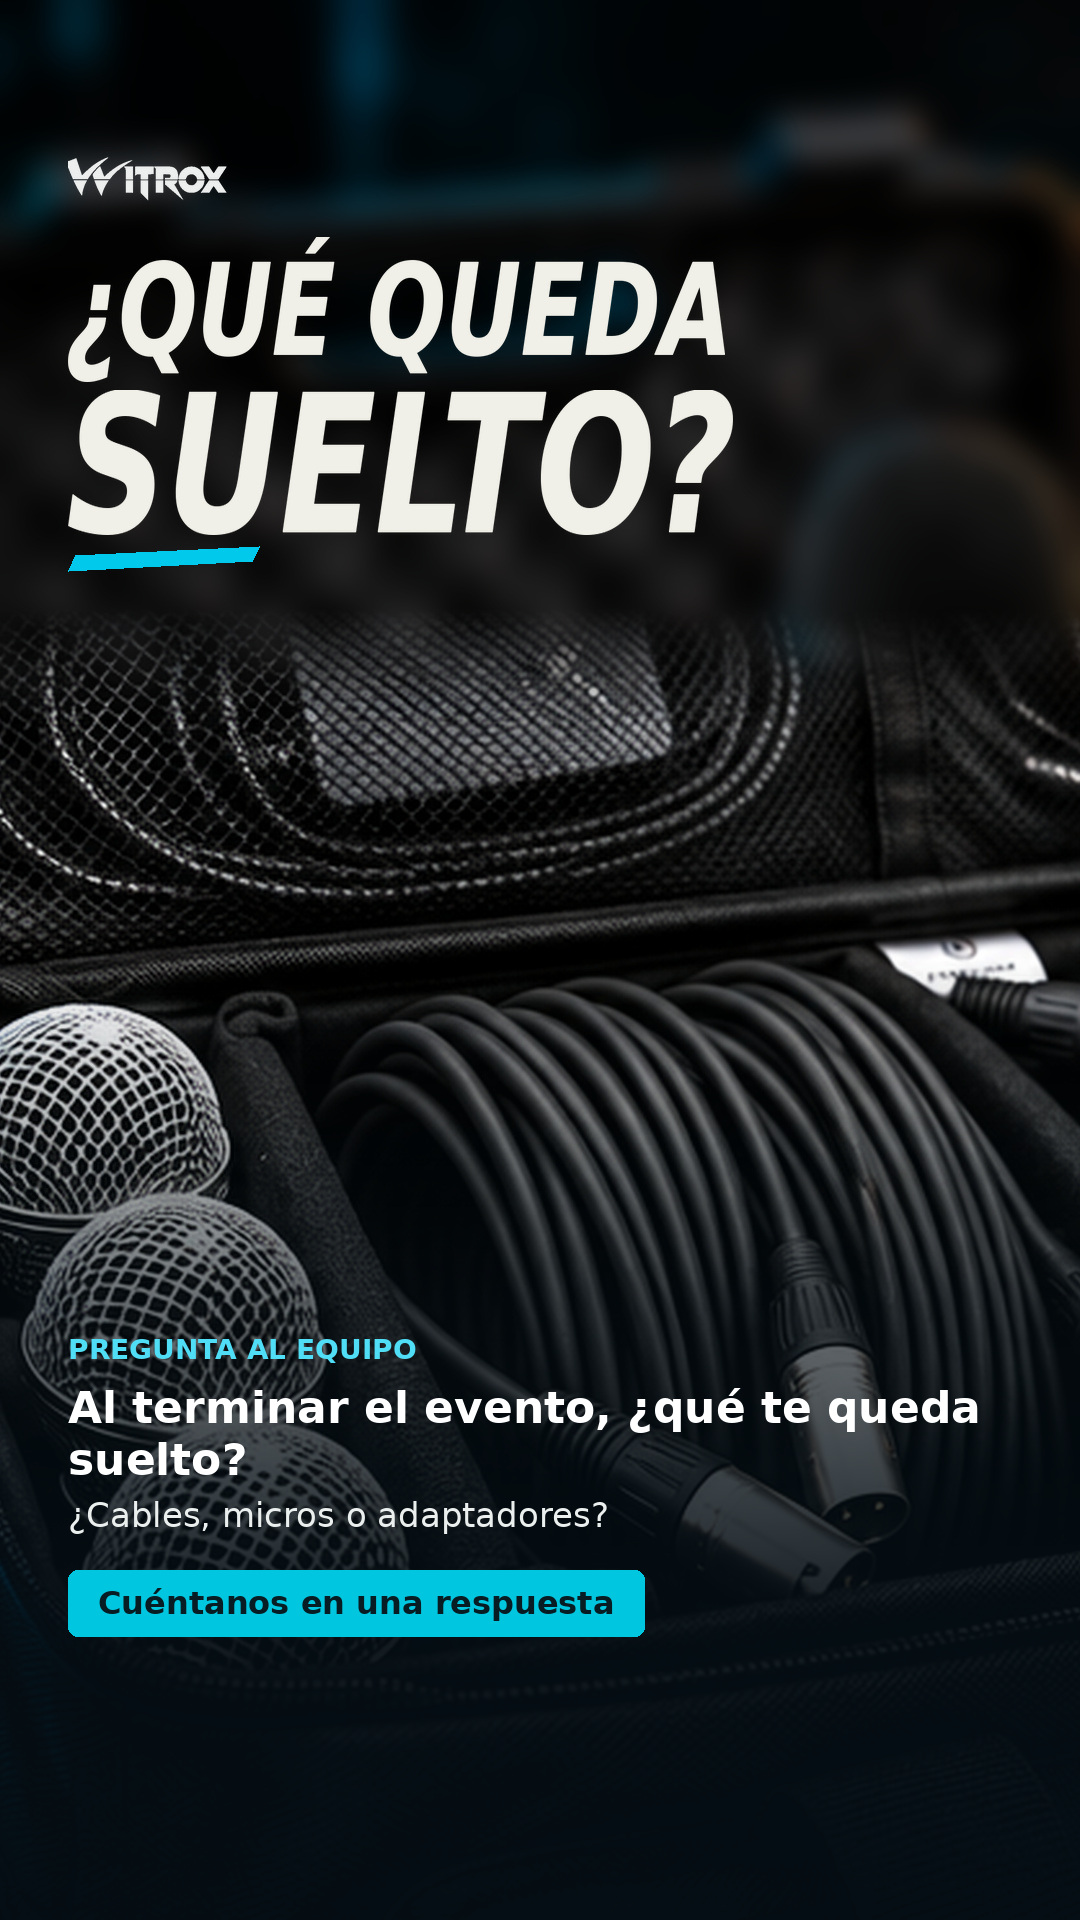 WITROX
¿QUÉ QUEDA
SUELTO?
PREGUNTA AL EQUIPO
Al terminar el evento, ¿qué te queda
suelto?
¿Cables, micros o adaptadores?
Cuéntanos en una respuesta